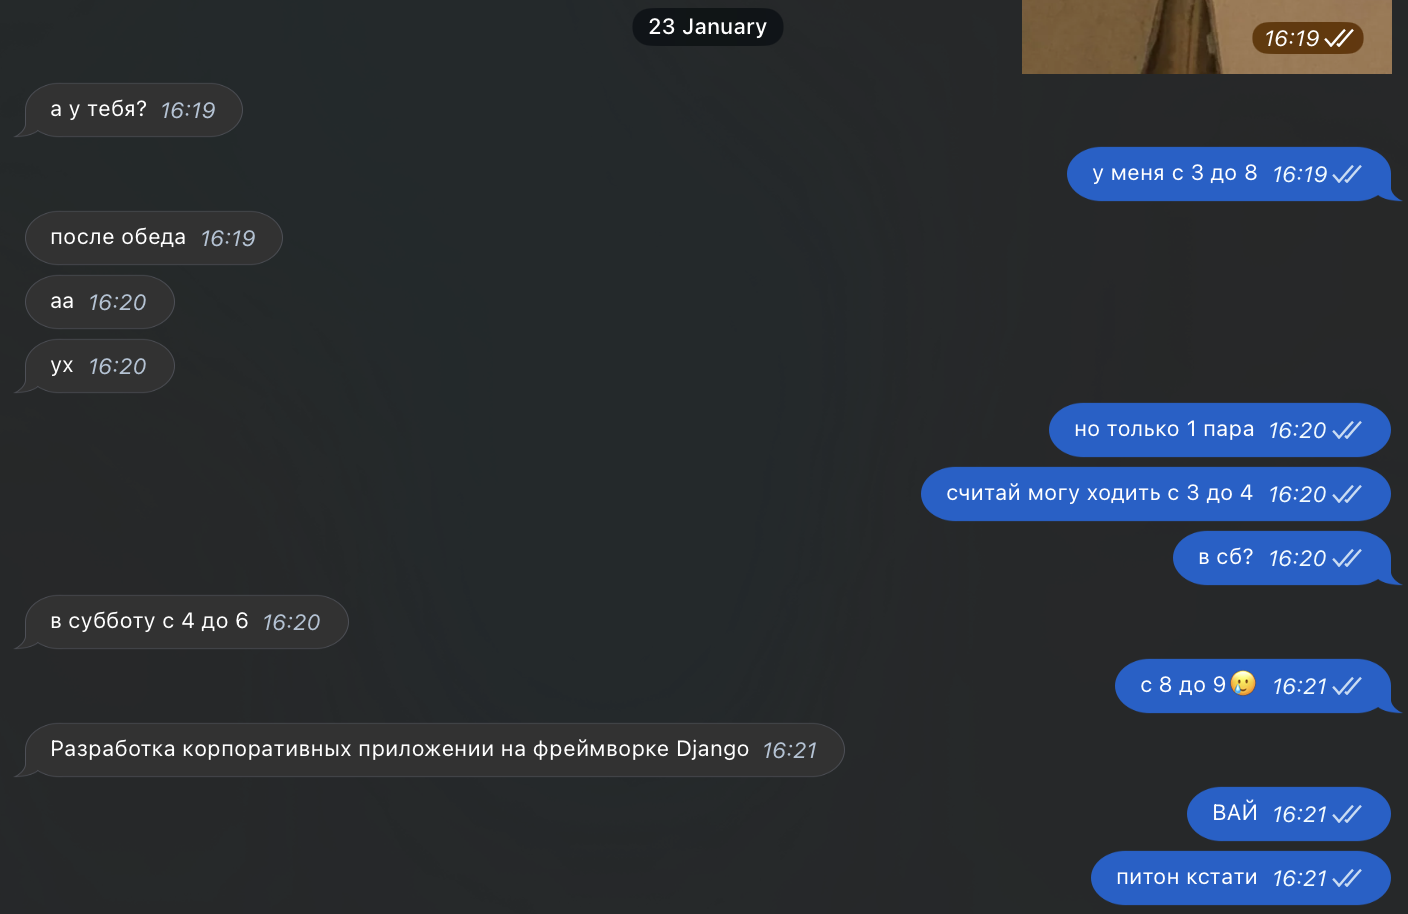 23 January
16:19
а у тебя? 16:19
у меня с 3 до 8 16:19
после обеда 16:19
аа 16:20
ух 16:20
но только 1 пара 16:20
считай могу ходить с 3 до 4 16:20
в сб? 16:20
в субботу с 4 до 6 16:20
с 8 до 9🥲 16:21
Разработка корпоративных приложении на фреймворке Django 16:21
ВАЙ 16:21
питон кстати 16:21